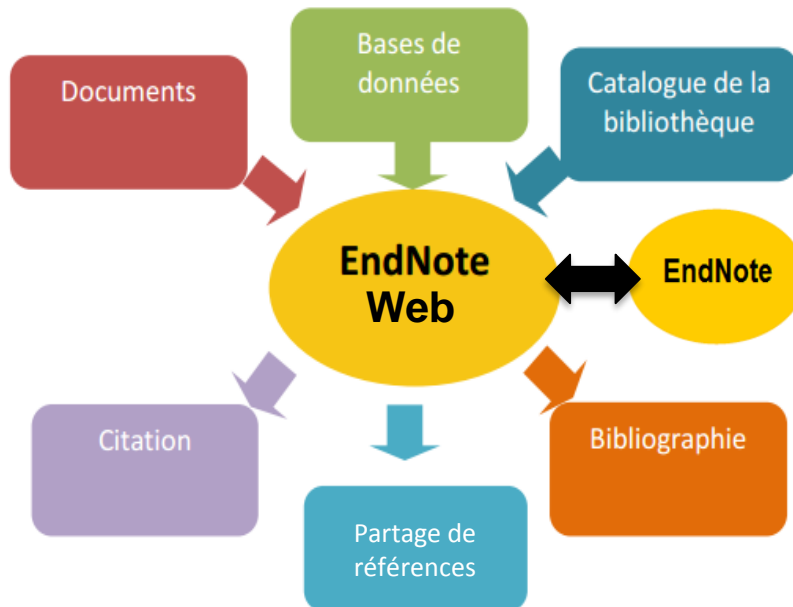 Documents
Bases de
données
Catalogue de la
bibliothèque
EndNote
Web
EndNote
Citation
Partage de
références
Bibliographie